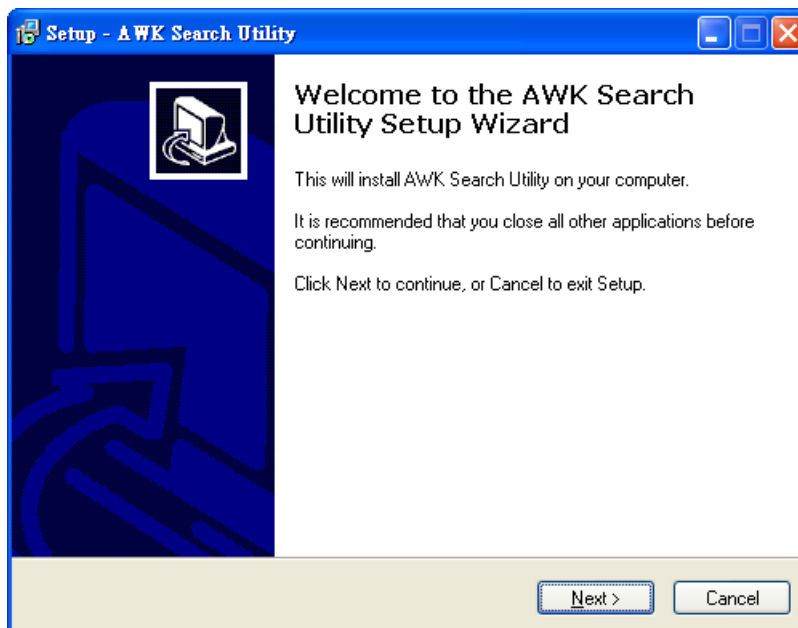 Setup - AWK Search Utility
Welcome to the AWK Search
Utility Setup Wizard
This will install AWK Search Utility on your computer.
It is recommended that you close all other applications before
continuing.
Click Next to continue, or Cancel to exit Setup.
Next >
Cancel